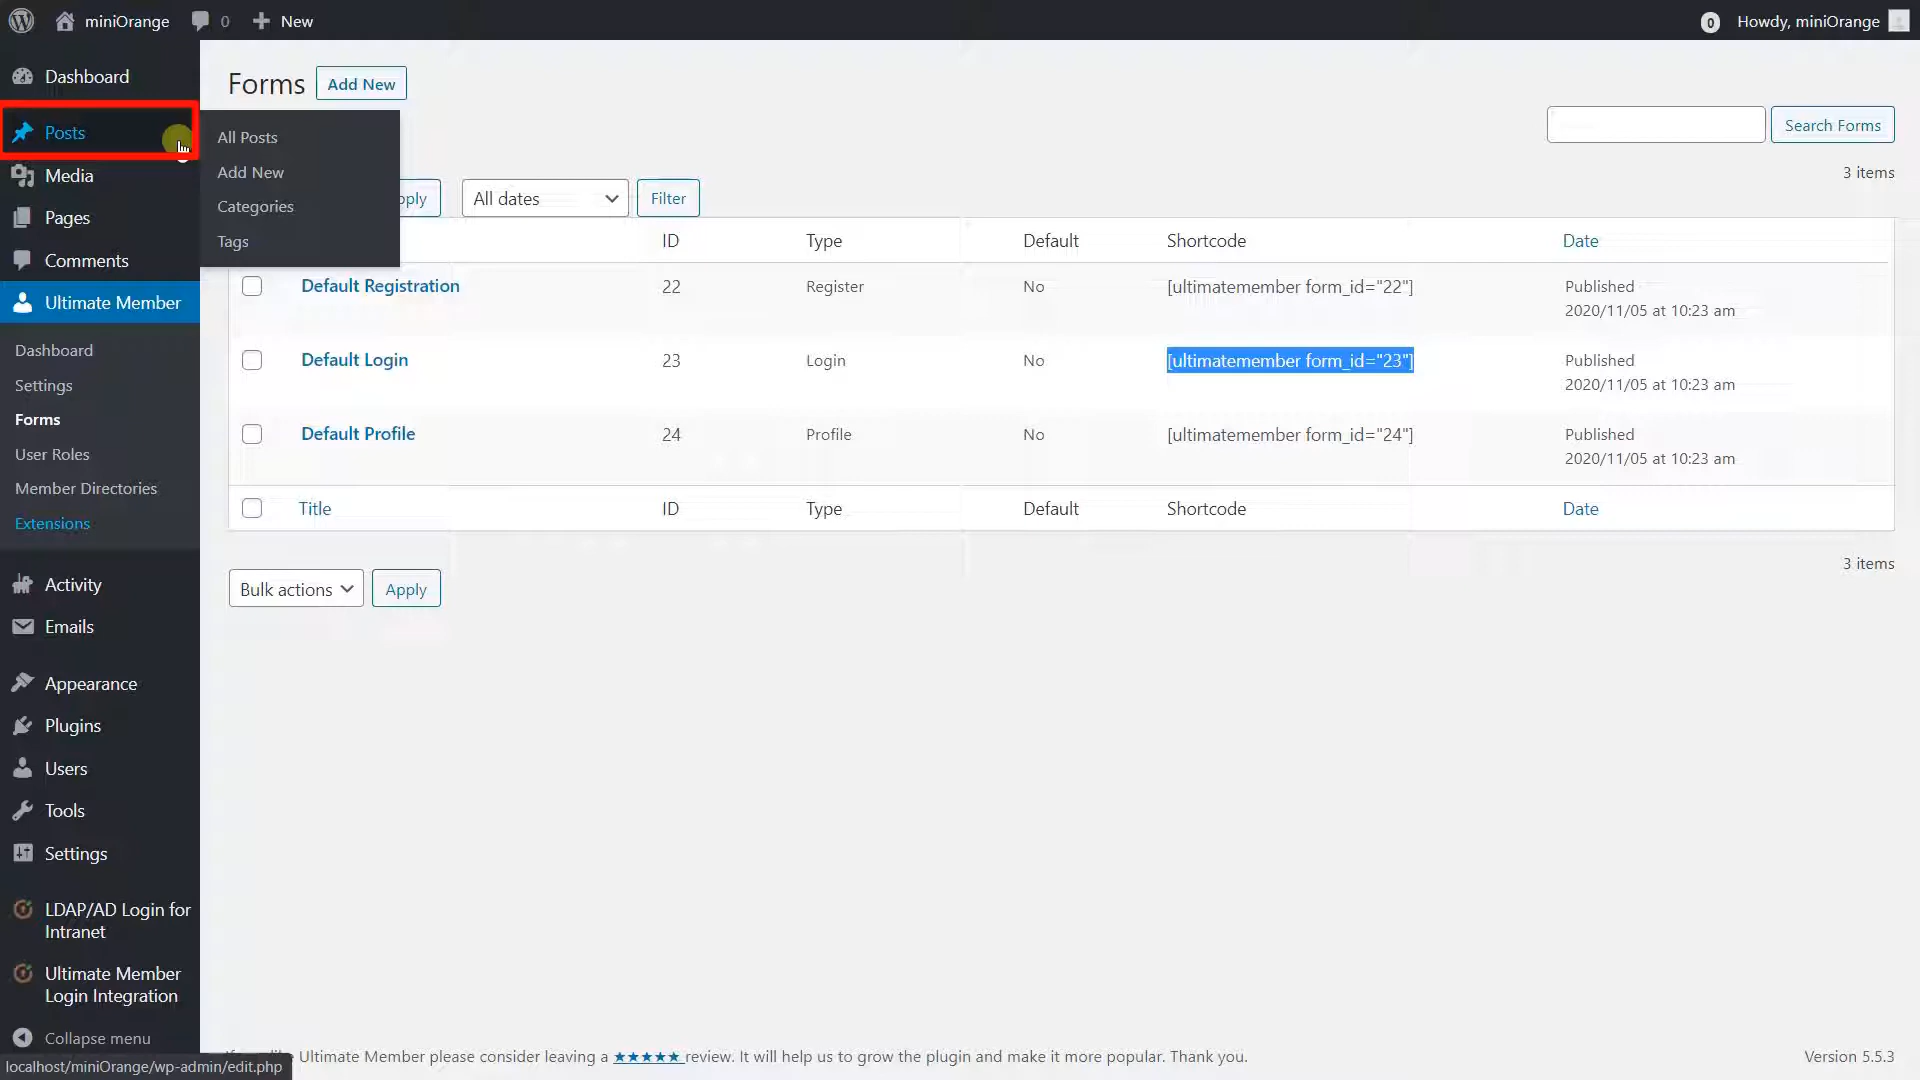 miniOrange 0 New 0 Howdy, miniOrange
Dashboard
Posts
Media
Pages
Comments
Ultimate Member
Dashboard
Settings
Forms
User Roles
Member Directories
Extensions
Activity
Emails
Appearance
Plugins
Users
Tools
Settings
LDAP/AD Login for
Intranet
Ultimate Member
Login Integration
Collapse menu
localhost/miniOrange/wp-admin/edit.php
All Posts
Add New
Categories
Tags
Forms Add New
Search Forms
3 items
All dates Filter
ID Type Default Shortcode Date
Default Registration 22 Register No [ultimatemember form_id="22"] Published
2020/11/05 at 10:23 am
Default Login 23 Login No [ultimatemember form_id="23"] Published
2020/11/05 at 10:23 am
Default Profile 24 Profile No [ultimatemember form_id="24"] Published
2020/11/05 at 10:23 am
Title ID Type Default Shortcode Date
3 items
Bulk actions Apply
Ultimate Member please consider leaving a ★★★★★ review. It will help us to grow the plugin and make it more popular. Thank you.
Version 5.5.3